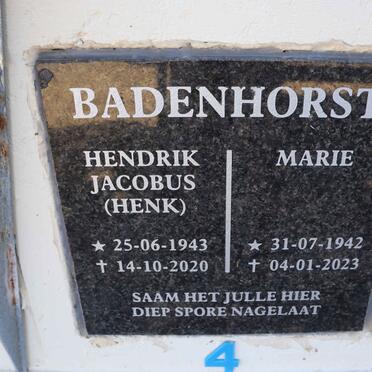 BADENHORST
HENDRIK
JACOBUS
(HENK)
★ 25-06-1943
✝ 14-10-2020
MARIE
★ 31-07-1942
✝ 04-01-2023
SAAM HET JULLE HIER
DIEP SPORE NAGELAAT
4